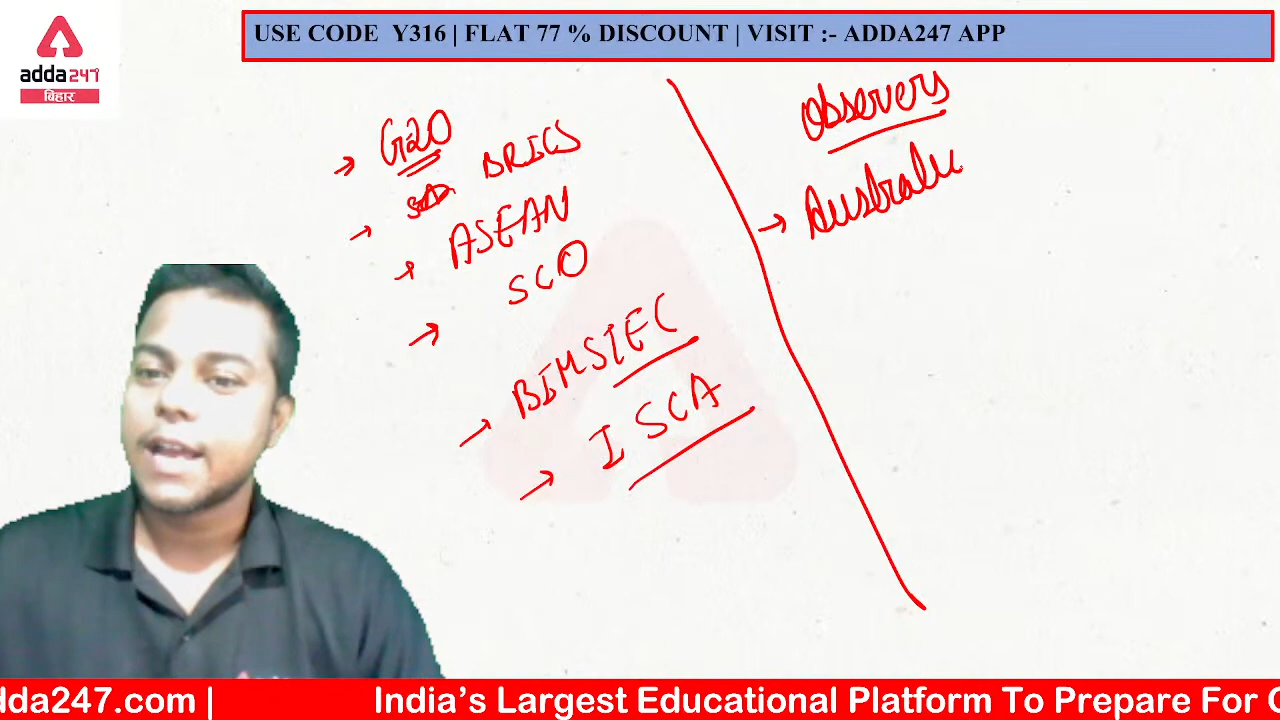 USE CODE Y316 | FLAT 77 % DISCOUNT | VISIT :- ADDA247 APP
adda247
बिहार
→ G20
→ BRICS
→ ASEAN
→ SCO
→ BIMSTEC
→ ISCA
Observers
→ Australi
dda247.com |
India's Largest Educational Platform To Prepare For G